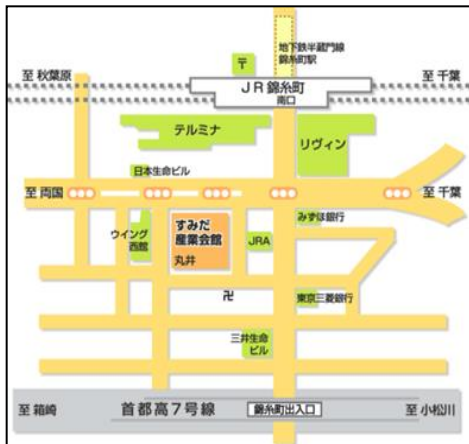 地下鉄半蔵門線
錦糸町駅
〒
至 秋葉原
至 千葉
JR錦糸町
南口
テルミナ
リヴィン
日本生命ビル
至 両国
至 千葉
ウイング
西館
すみだ
産業会館
丸井
JRA
みずほ銀行
卍
東京三菱銀行
三井生命
ビル
至 箱崎
首都高7号線
錦糸町出入口
至 小松川